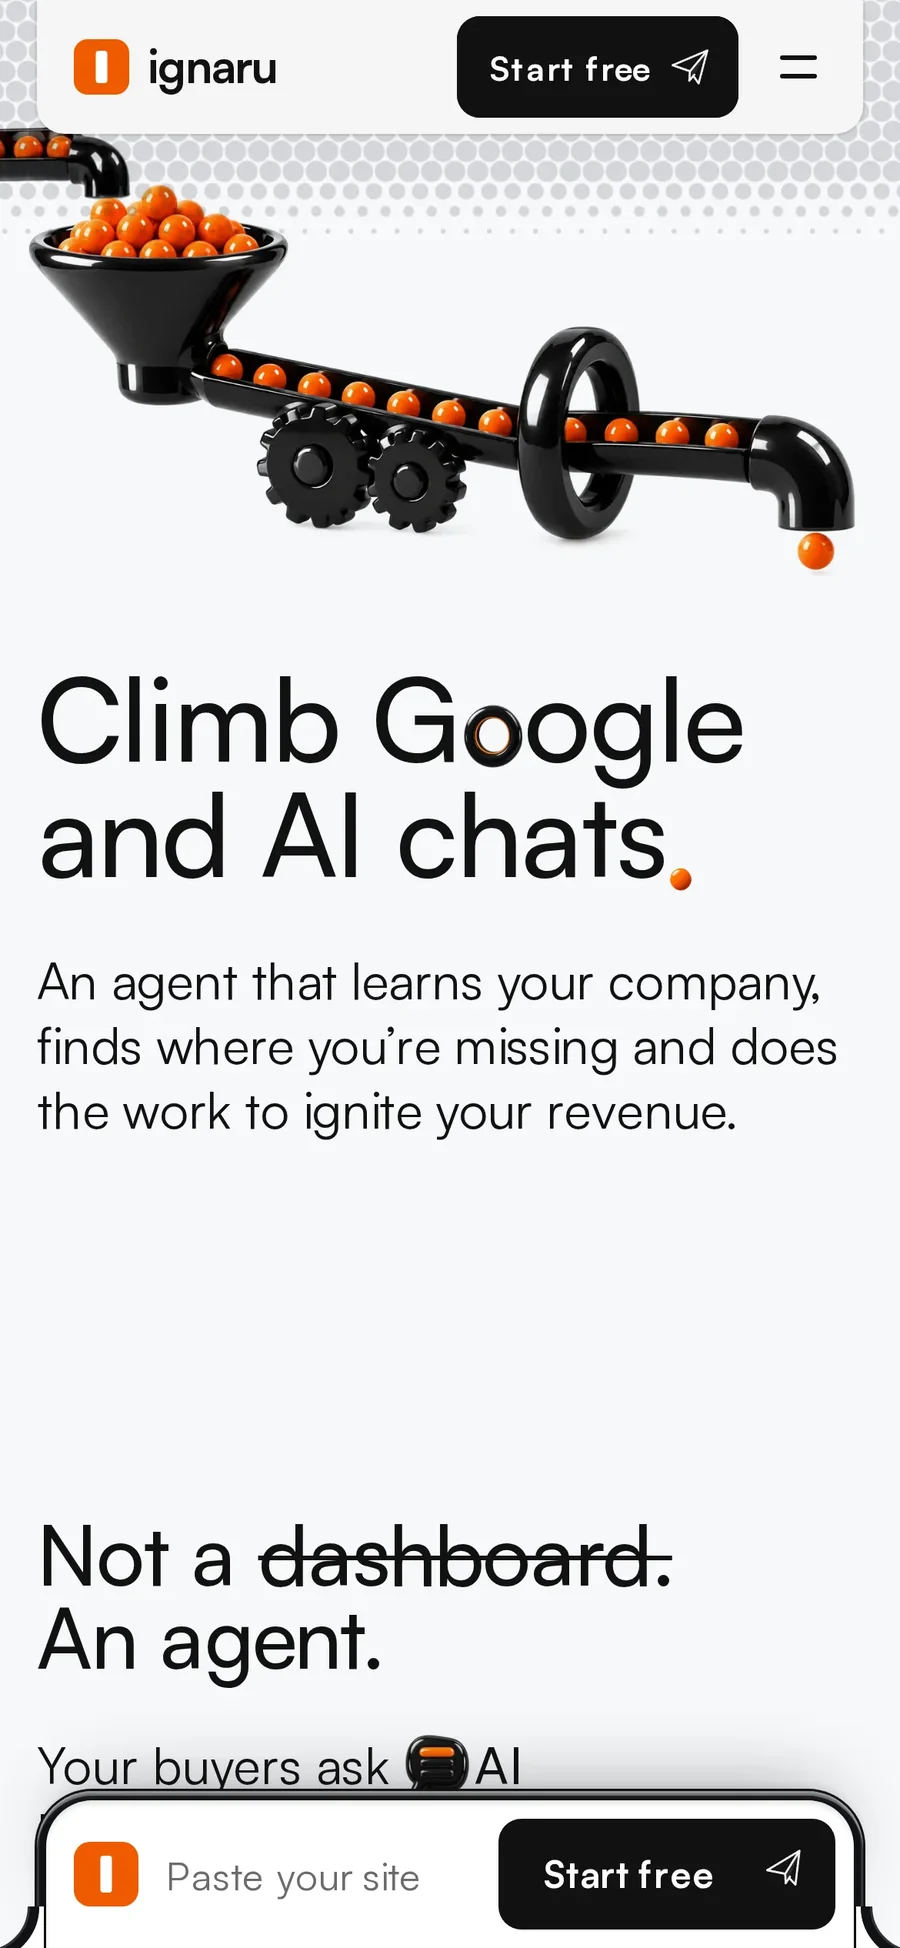 ignaru
Start free
Climb Google
and AI chats.
An agent that learns your company,
finds where you’re missing and does
the work to ignite your revenue.
Not a dashboard.
An agent.
Your buyers ask AI
Paste your site
Start free